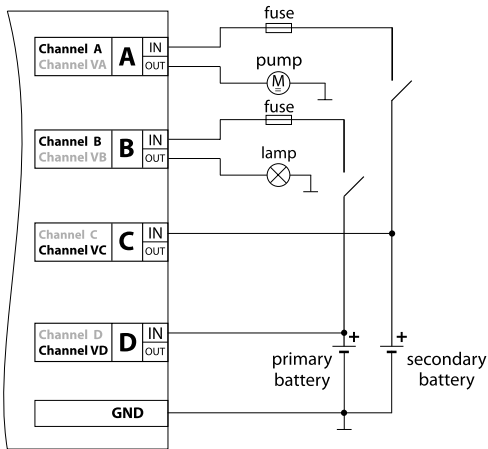 fuse
Channel A
Channel VA
A
IN
OUT
pump
M
fuse
Channel B
Channel VB
B
IN
OUT
lamp
Channel C
Channel VC
C
IN
OUT
Channel D
Channel VD
D
IN
OUT
+
+
primary
battery
secondary
battery
GND